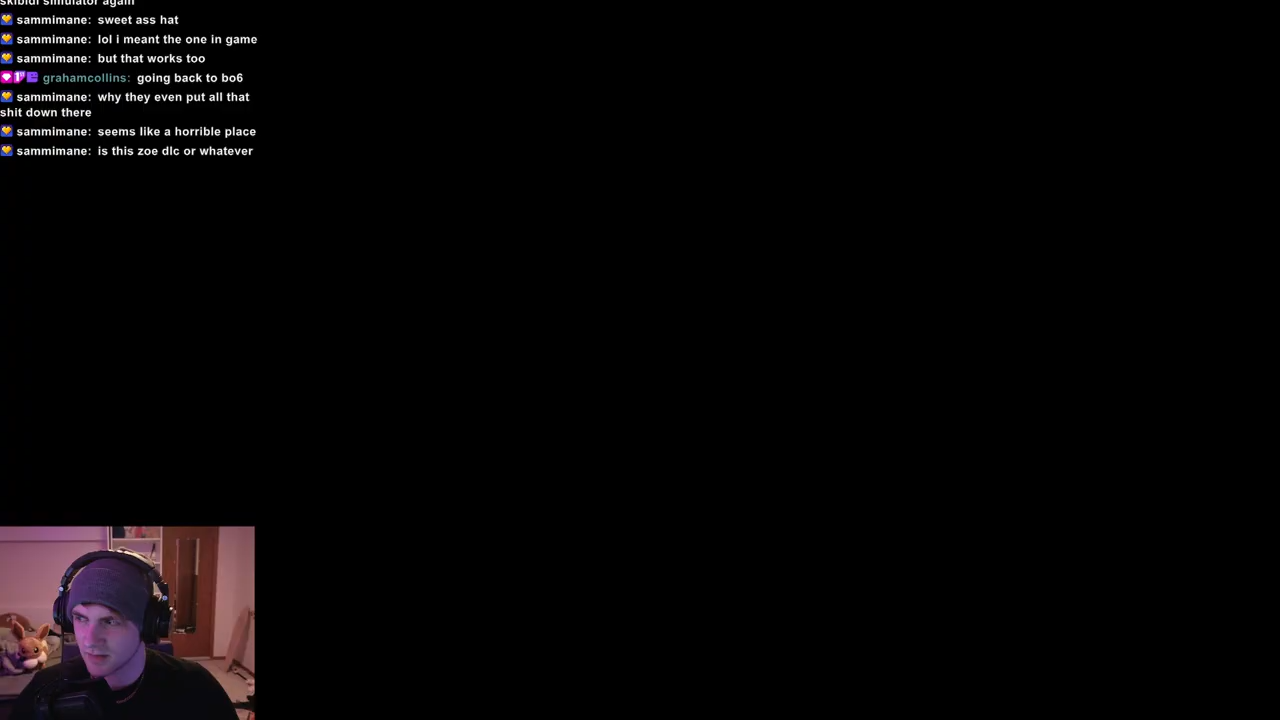 skibidi simulator again
sammimane: sweet ass hat
sammimane: lol i meant the one in game
sammimane: but that works too
grahamcollins: going back to bo6
sammimane: why they even put all that
shit down there
sammimane: seems like a horrible place
sammimane: is this zoe dlc or whatever